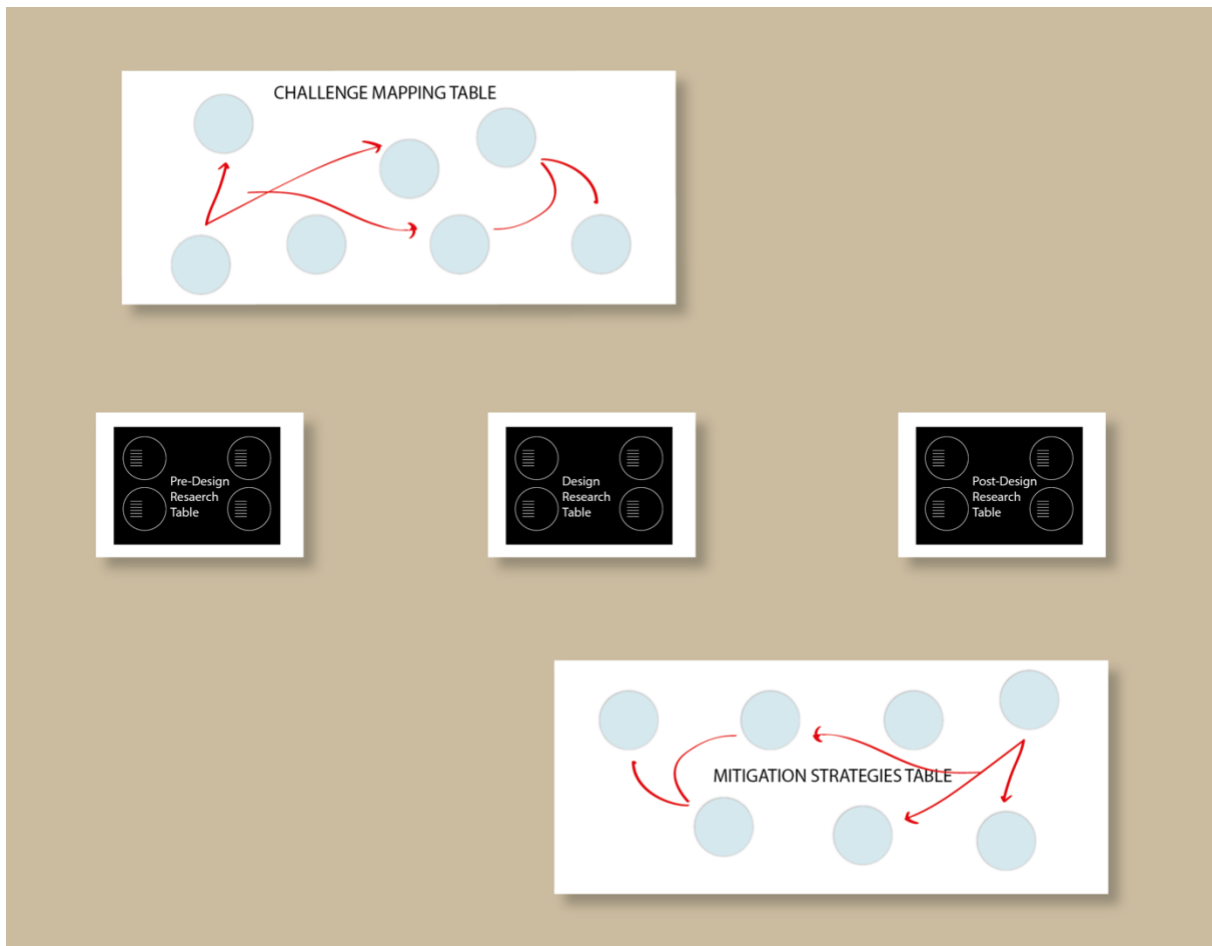 CHALLENGE MAPPING TABLE
Pre-Design
Resaerch
Table
Design
Research
Table
Post-Design
Research
Table
MITIGATION STRATEGIES TABLE